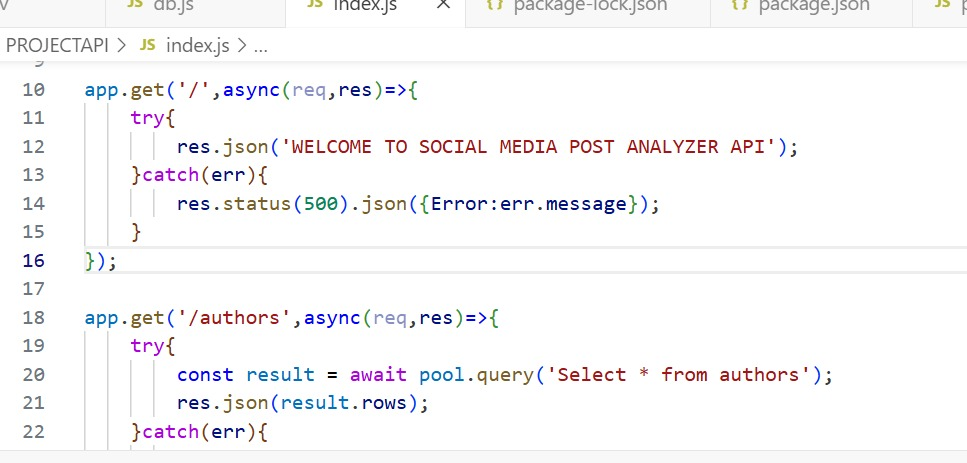 JS db.js JS index.js × {} package-lock.json {} package.json JS
PROJECTAPI > JS index.js > ...
9
10 app.get('/',async(req,res)=>{
11 try{
12 res.json('WELCOME TO SOCIAL MEDIA POST ANALYZER API');
13 }catch(err){
14 res.status(500).json({Error:err.message});
15 }
16 });
17
18 app.get('/authors',async(req,res)=>{
19 try{
20 const result = await pool.query('Select * from authors');
21 res.json(result.rows);
22 }catch(err){